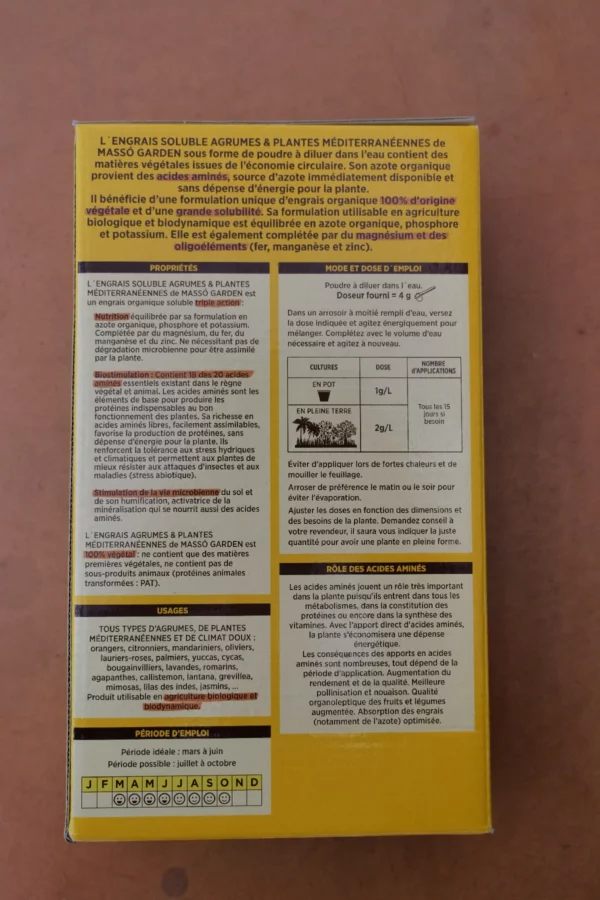 L´ENGRAIS SOLUBLE AGRUMES & PLANTES MÉDITERRANÉENNES de
MASSÓ GARDEN sous forme de poudre à diluer dans l'eau contient des
matières végétales issues de l'économie circulaire. Son azote organique
provient des acides aminés, source d'azote immédiatement disponible et
sans dépense d'énergie pour la plante.
Il bénéficie d'une formulation unique d'engrais organique 100% d'origine
végétale et d'une grande solubilité. Sa formulation utilisable en agriculture
biologique et biodynamique est équilibrée en azote organique, phosphore
et potassium. Elle est également complétée par du magnésium et des
oligoéléments (fer, manganèse et zinc).
PROPRIÉTÉS
L´ENGRAIS SOLUBLE AGRUMES & PLANTES
MÉDITERRANÉENNES de MASSÓ GARDEN est
un engrais organique soluble triple action :
Nutrition équilibrée par sa formulation en
azote organique, phosphore et potassium.
Complétée par du magnésium, du fer, du
manganèse et du zinc. Ne nécessitant pas de
dégradation microbienne pour être assimilé
par la plante.
Biostimulation : Contient 18 des 20 acides
aminés essentiels existant dans le règne
végétal et animal. Les acides aminés sont les
éléments de base pour produire les
protéines indispensables au bon
fonctionnement des plantes. Sa richesse en
acides aminés libres, facilement assimilables,
favorise la production de protéines, sans
dépense d'énergie pour la plante. Ils
renforcent la tolérance aux stress hydriques
et climatiques et permettent aux plantes de
mieux résister aux attaques d'insectes et aux
maladies (stress abiotique).
Stimulation de la vie microbienne du sol et
de son humification, activatrice de la
minéralisation qui se nourrit aussi des acides
aminés.
L´ENGRAIS AGRUMES & PLANTES
MÉDITERRANÉENNES de MASSÓ GARDEN est
100% végétal : ne contient que des matières
premières végétales, ne contient pas de
sous-produits animaux (protéines animales
transformées : PAT).
USAGES
TOUS TYPES D'AGRUMES, DE PLANTES
MÉDITERRANÉENNES ET DE CLIMAT DOUX :
orangers, citronniers, mandariniers, oliviers,
lauriers-roses, palmiers, yuccas, cycas,
bougainvilliers, lavandes, romarins,
agapanthes, callistemon, lantana, grevillea,
mimosas, lilas des indes, jasmins, ...
Produit utilisable en agriculture biologique et
biodynamique.
PÉRIODE D'EMPLOI
Période idéale : mars à juin
Période possible : juillet à octobre
J F M A M J J A S O N D
MODE ET DOSE D´EMPLOI
Poudre à diluer dans l´eau.
Doseur fourni = 4 g
Dans un arrosoir à moitié rempli d'eau, versez
la dose indiquée et agitez énergiquement pour
mélanger. Complétez avec le volume d'eau
nécessaire et agitez à nouveau.
CULTURES DOSE NOMBRE
d'APPLICATIONS
EN POT 1g/L
EN PLEINE TERRE 2g/L
Tous les 15
jours si
besoin
Éviter d'appliquer lors de fortes chaleurs et de
mouiller le feuillage.
Arroser de préférence le matin ou le soir pour
éviter l'évaporation.
Ajuster les doses en fonction des dimensions et
des besoins de la plante. Demandez conseil à
votre revendeur, il saura vous indiquer la juste
quantité pour avoir une plante en pleine forme.
RÔLE DES ACIDES AMINÉS
Les acides aminés jouent un rôle très important
dans la plante puisqu'ils entrent dans tous les
métabolismes, dans la constitution des
protéines ou encore dans la synthèse des
vitamines. Avec l'apport direct d'acides aminés,
la plante s'économisera une dépense
énergétique.
Les conséquences des apports en acides
aminés sont nombreuses, tout dépend de la
période d'application. Augmentation du
rendement et de la qualité. Meilleure
pollinisation et nouaison. Qualité
organoleptique des fruits et légumes
augmentée. Absorption des engrais
(notamment de l'azote) optimisée.